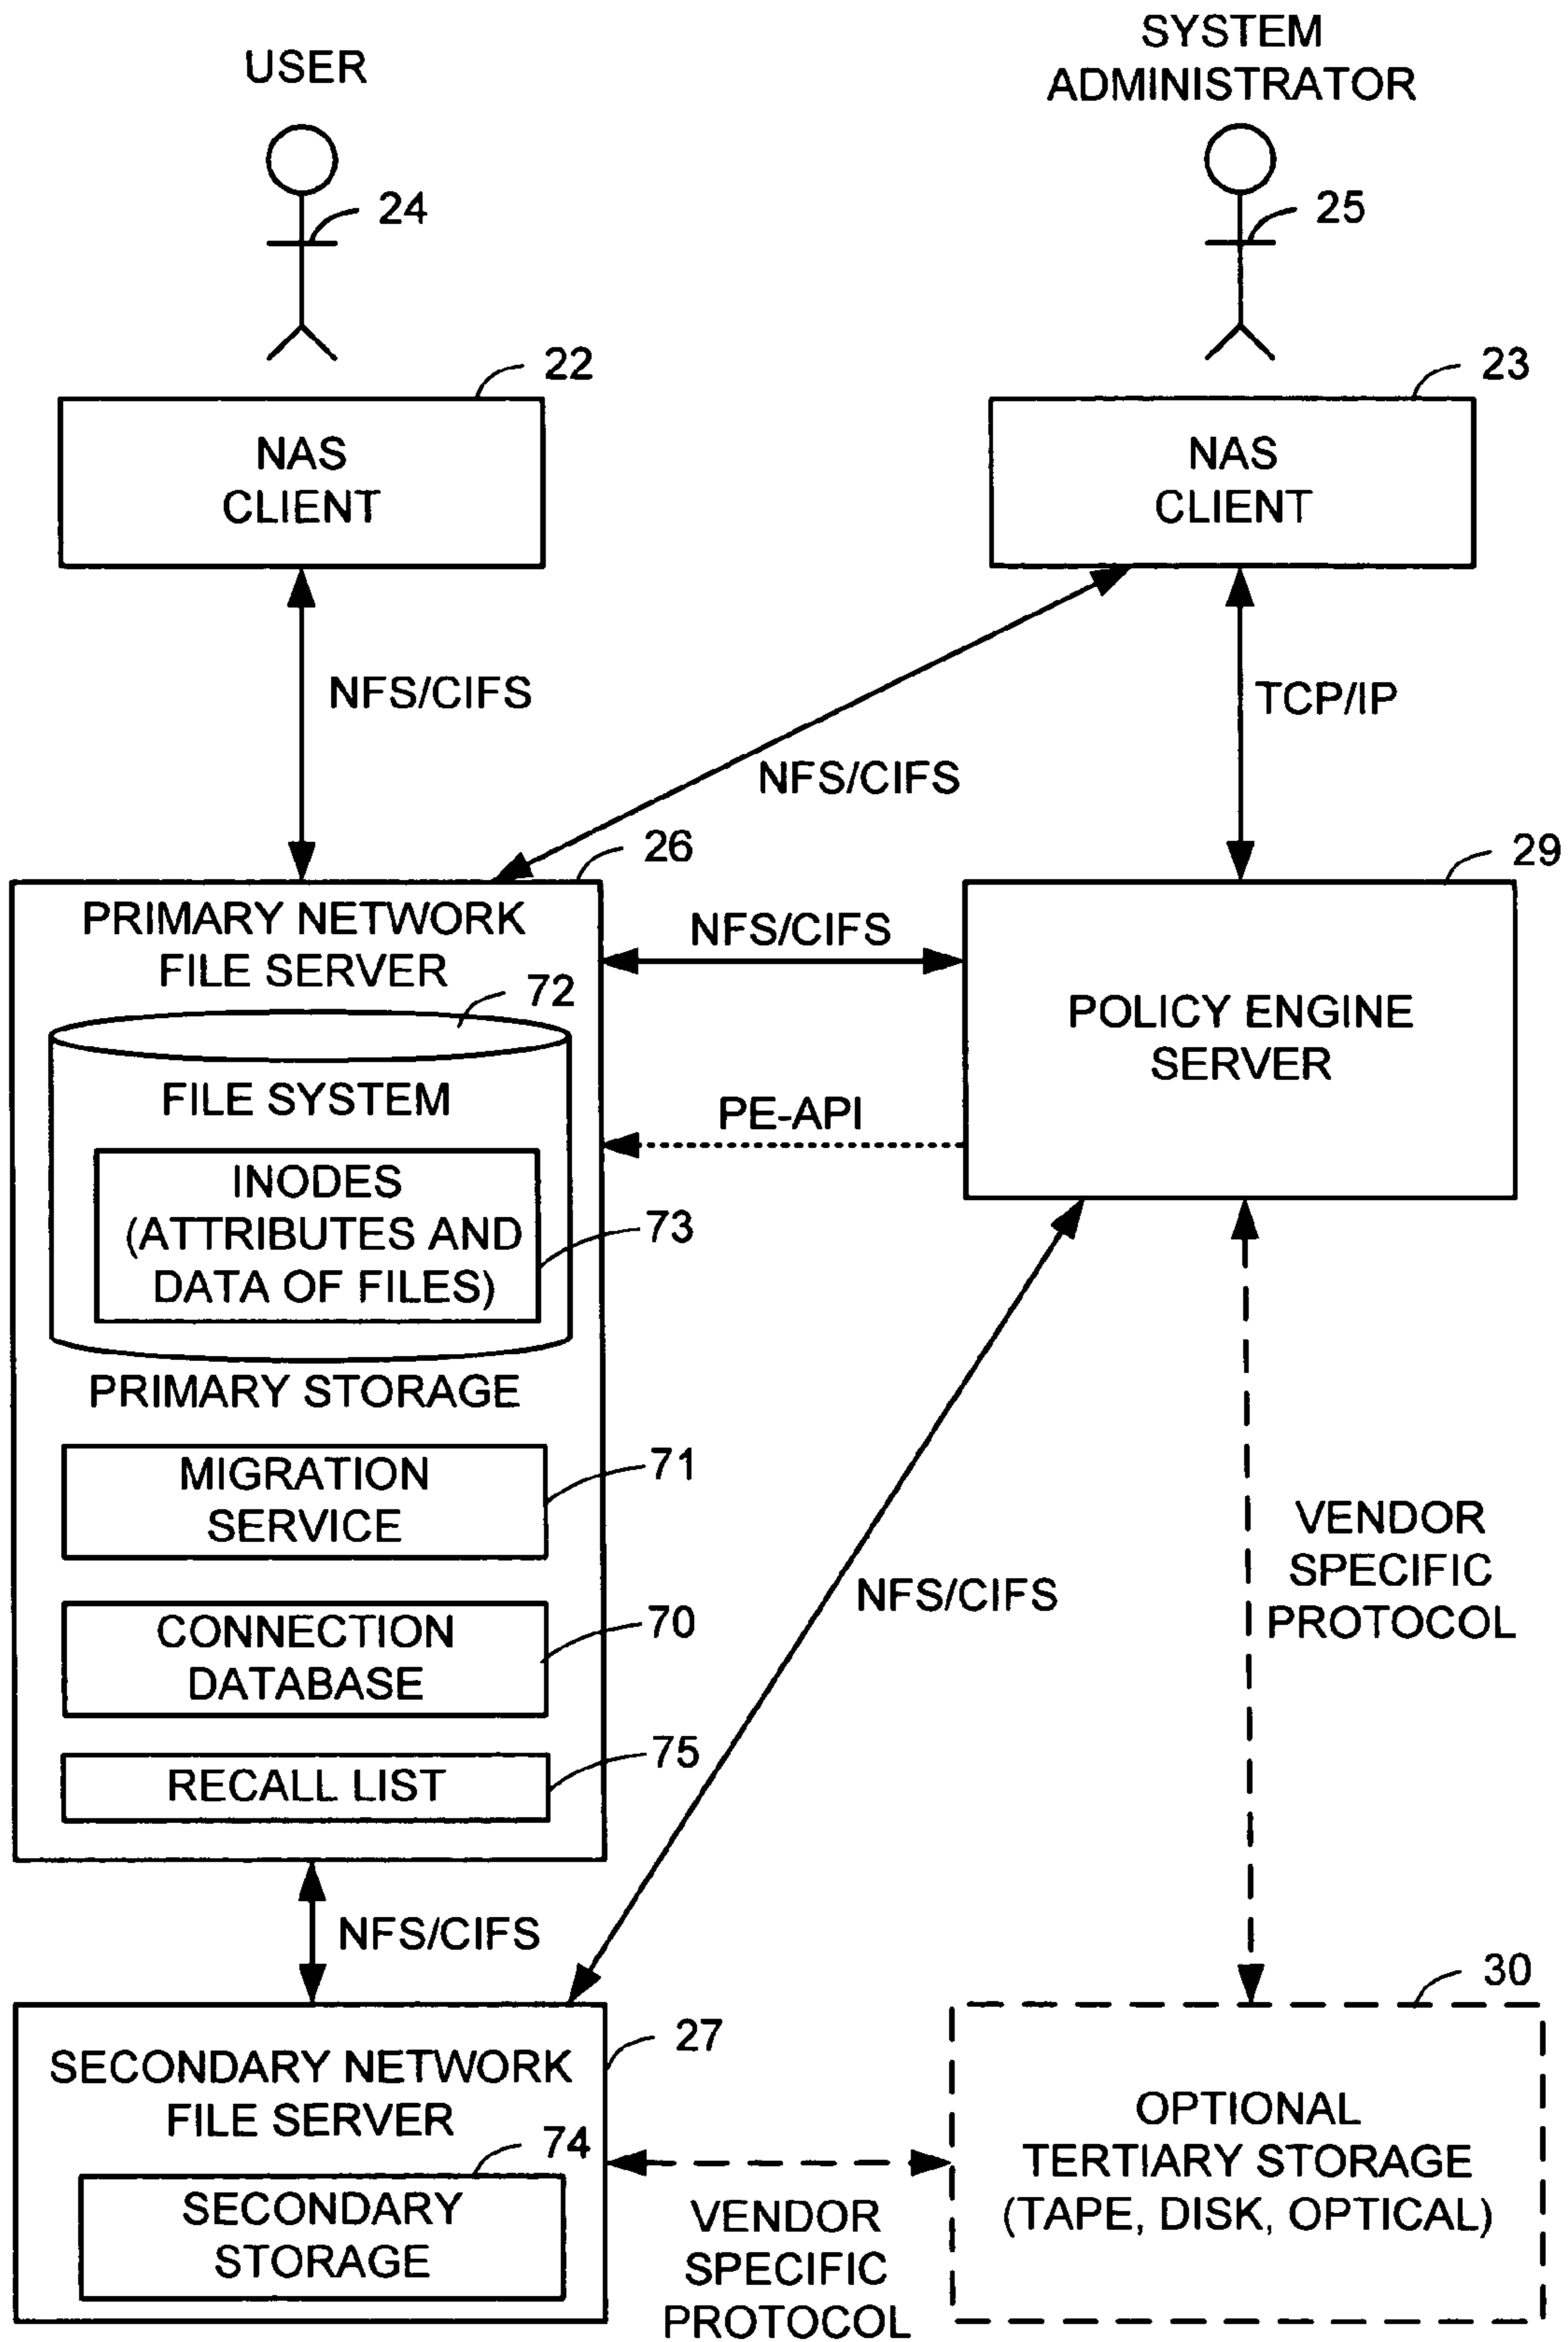 USER
SYSTEM
ADMINISTRATOR
24
25
22
23
NAS
CLIENT
NAS
CLIENT
NFS/CIFS
TCP/IP
NFS/CIFS
26
29
PRIMARY NETWORK
FILE SERVER
NFS/CIFS
72
POLICY ENGINE
SERVER
FILE SYSTEM
PE-API
INODES
(ATTRIBUTES AND
DATA OF FILES)
73
PRIMARY STORAGE
MIGRATION
SERVICE
71
VENDOR
SPECIFIC
PROTOCOL
NFS/CIFS
CONNECTION
DATABASE
70
RECALL LIST
75
NFS/CIFS
30
27
SECONDARY NETWORK
FILE SERVER
74
SECONDARY
STORAGE
OPTIONAL
TERTIARY STORAGE
(TAPE, DISK, OPTICAL)
VENDOR
SPECIFIC
PROTOCOL